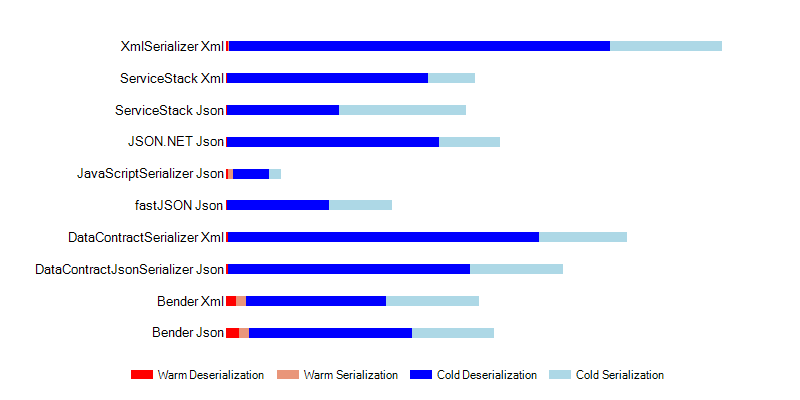 XmlSerializer Xml
ServiceStack Xml
ServiceStack Json
JSON.NET Json
JavaScriptSerializer Json
fastJSON Json
DataContractSerializer Xml
DataContractJsonSerializer Json
Bender Xml
Bender Json
Warm Deserialization Warm Serialization Cold Deserialization Cold Serialization